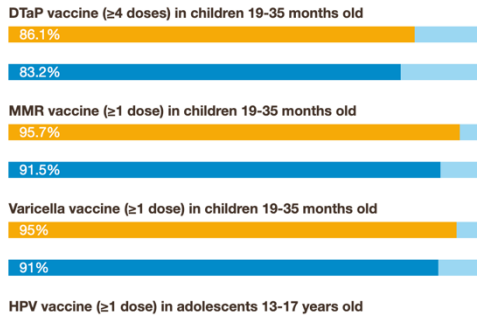 DTaP vaccine (≥4 doses) in children 19-35 months old
86.1%
83.2%
MMR vaccine (≥1 dose) in children 19-35 months old
95.7%
91.5%
Varicella vaccine (≥1 dose) in children 19-35 months old
95%
91%
HPV vaccine (≥1 dose) in adolescents 13-17 years old